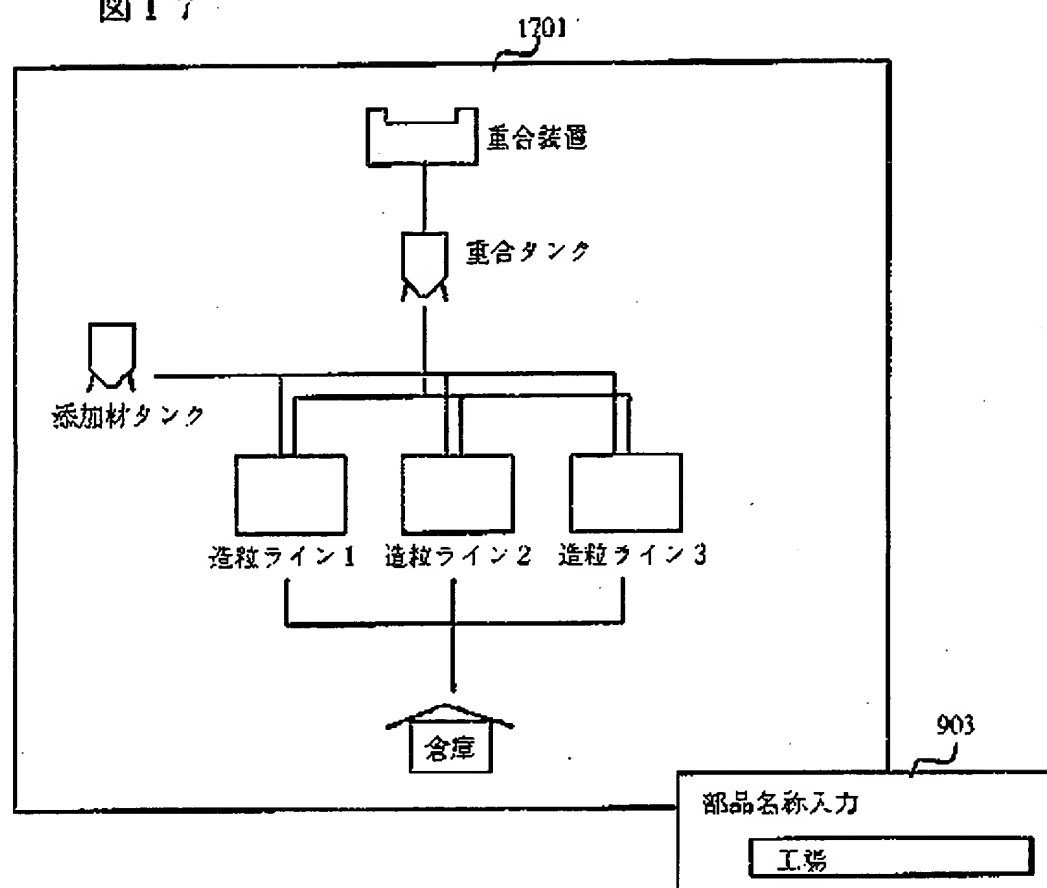 図17
1701
重合装置
重合タンク
添加材タンク
造粒ライン1 造粒ライン2 造粒ライン3
倉庫
903
部品名称入力
工場